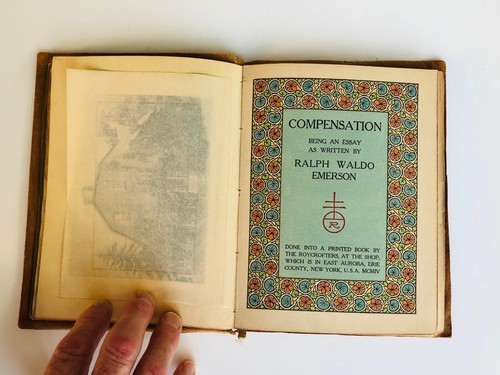 COMPENSATION
BEING AN ESSAY
AS WRITTEN BY
RALPH WALDO
EMERSON
R
DONE INTO A PRINTED BOOK BY
THE ROYCROFTERS, AT THE SHOP,
WHICH IS IN EAST AURORA, ERIE
COUNTY, NEW YORK, U.S.A. MCMIV